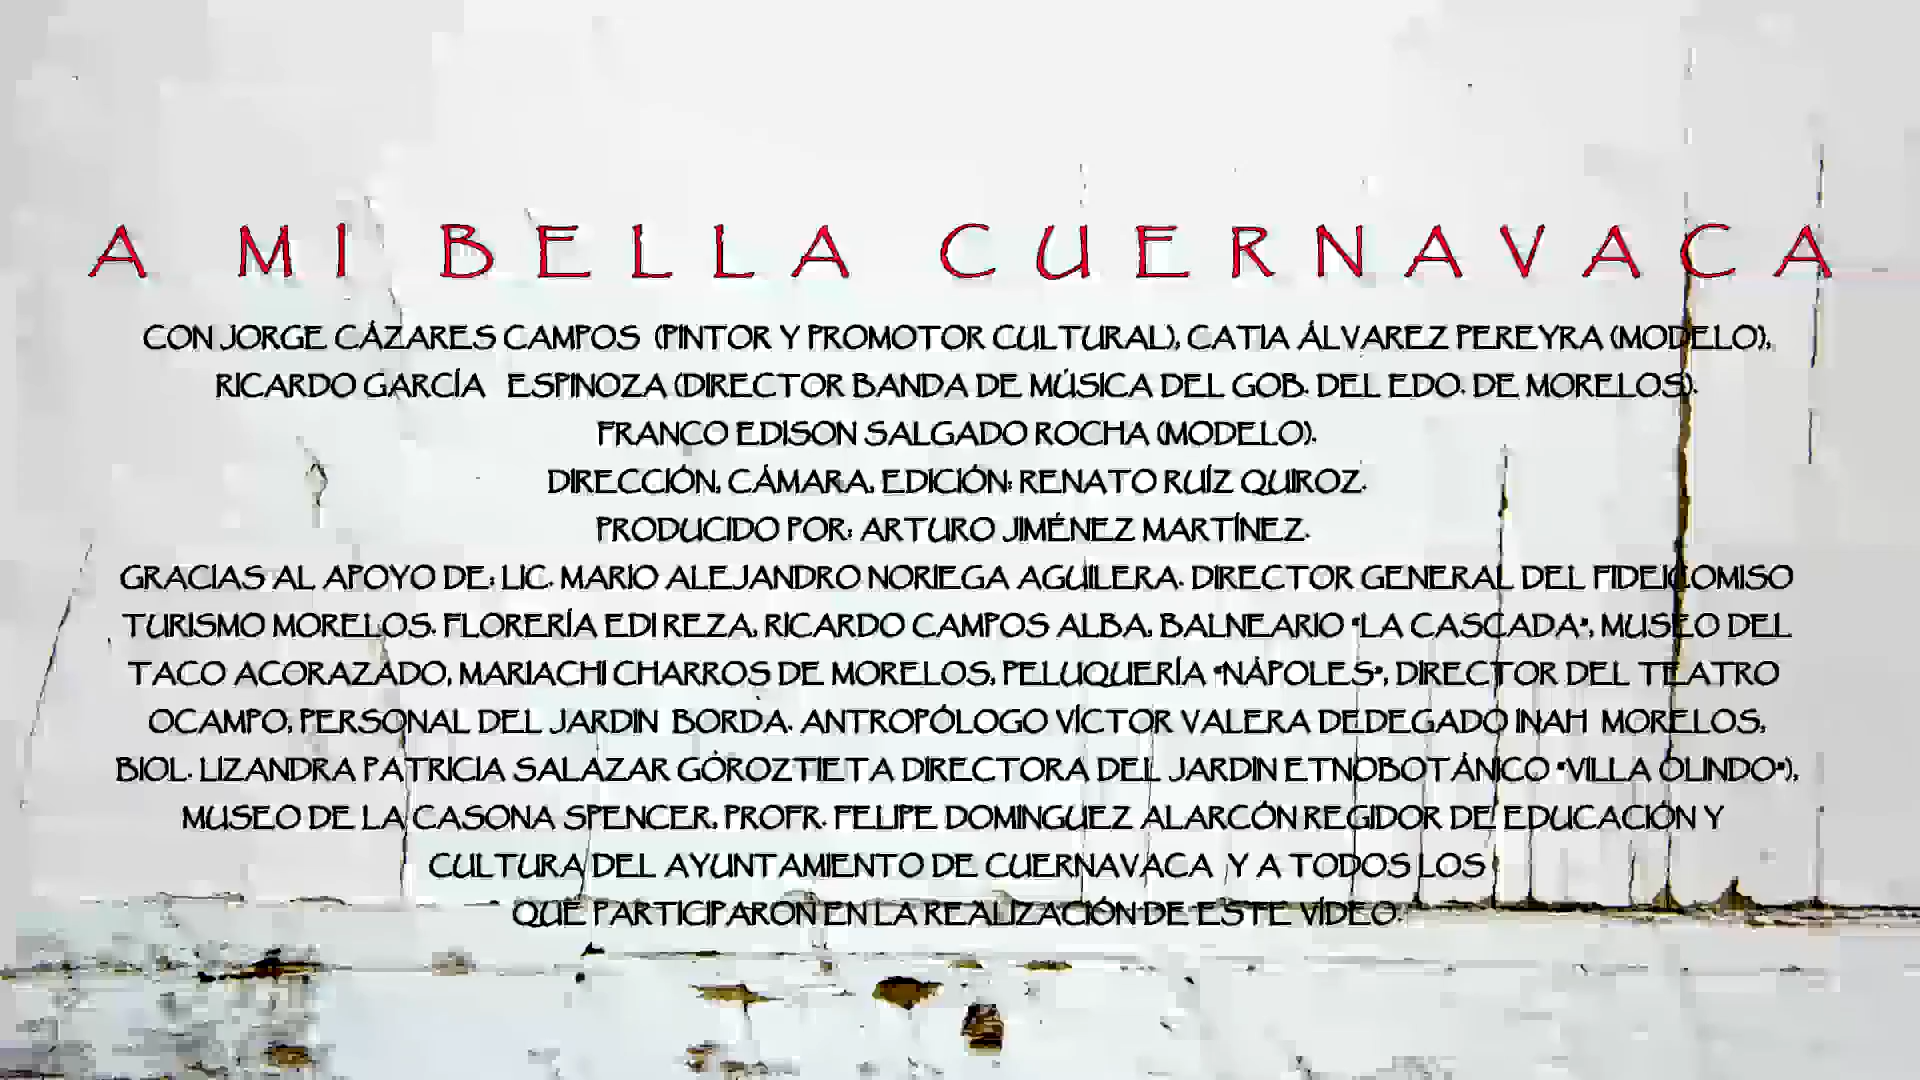 A MI BELLA CUERNAVACA
CON JORGE CÁZARES CAMPOS (PINTOR Y PROMOTOR CULTURAL), CATIA ÁLVAREZ PEREYRA (MODELO),
RICARDO GARCÍA ESPINOZA (DIRECTOR BANDA DE MÚSICA DEL GOB. DEL EDO. DE MORELOS).
FRANCO EDISON SALGADO ROCHA (MODELO).
DIRECCIÓN, CÁMARA, EDICIÓN: RENATO RUÍZ QUIROZ.
PRODUCIDO POR: ARTURO JIMÉNEZ MARTÍNEZ.
GRACIAS AL APOYO DE: LIC. MARIO ALEJANDRO NORIEGA AGUILERA. DIRECTOR GENERAL DEL FIDEICOMISO
TURISMO MORELOS. FLORERÍA EDI REZA, RICARDO CAMPOS ALBA, BALNEARIO "LA CASCADA", MUSEO DEL
TACO ACORAZADO, MARIACHI CHARROS DE MORELOS, PELUQUERÍA "NÁPOLES", DIRECTOR DEL TEATRO
OCAMPO, PERSONAL DEL JARDIN BORDA. ANTROPÓLOGO VÍCTOR VALERA DEDEGADO INAH MORELOS,
BIOL. LIZANDRA PATRICIA SALAZAR GÓROZTIETA DIRECTORA DEL JARDIN ETNOBOTÁNICO "VILLA OLINDO"),
MUSEO DE LA CASONA SPENCER, PROFR. FELIPE DOMINGUEZ ALARCÓN REGIDOR DE EDUCACIÓN Y
CULTURA DEL AYUNTAMIENTO DE CUERNAVACA Y A TODOS LOS
QUE PARTICIPARON EN LA REALIZACIÓN DE ESTE VÍDEO.